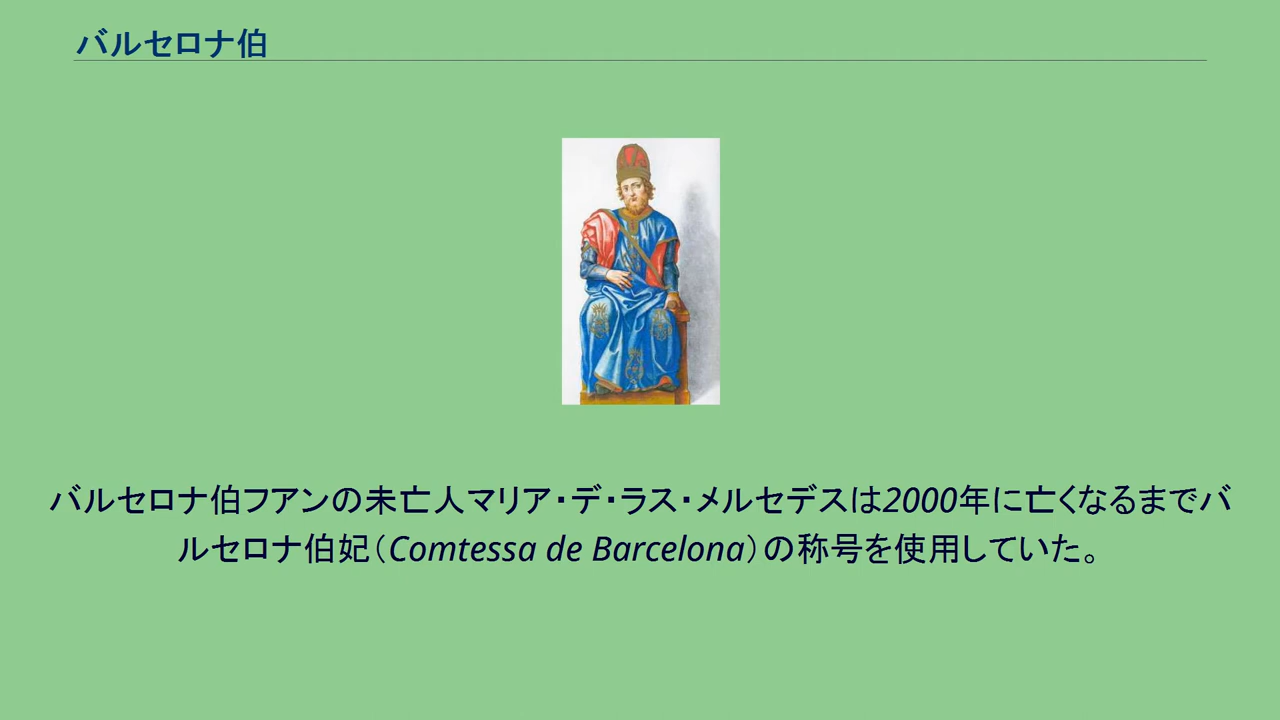 バルセロナ伯
バルセロナ伯フアンの未亡人マリア・デ・ラス・メルセデスは2000年に亡くなるまでバ
ルセロナ伯妃（Comtessa de Barcelona）の称号を使用していた。